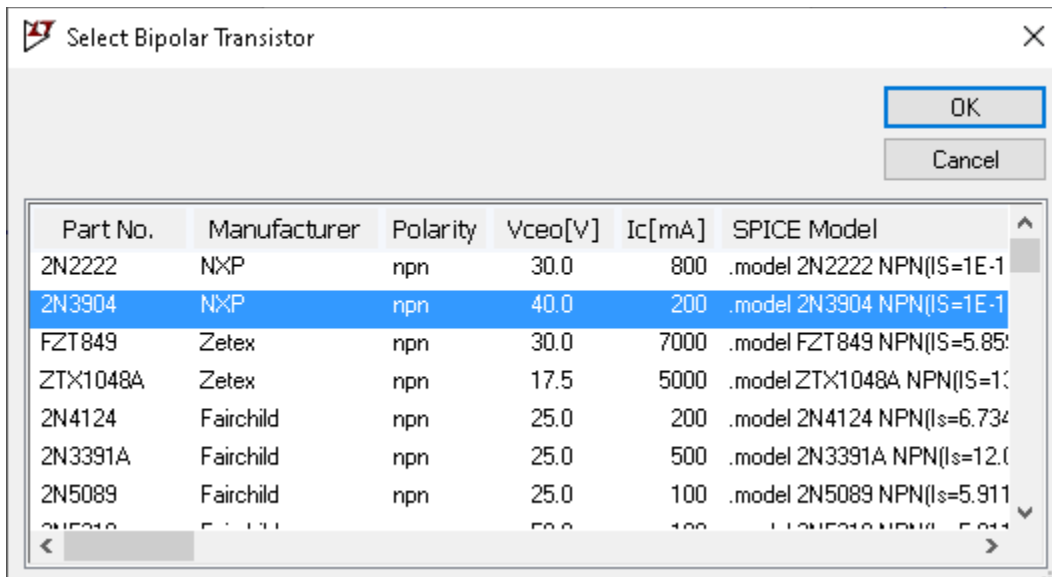 Select Bipolar Transistor
OK
Cancel
Part No. Manufacturer Polarity Vceo[V] Ic[mA] SPICE Model
2N2222 NXP npn 30.0 800 .model 2N2222 NPN(IS=1E-1
2N3904 NXP npn 40.0 200 .model 2N3904 NPN(IS=1E-1
FZT849 Zetex npn 30.0 7000 .model FZT849 NPN(IS=5.85
ZTX1048A Zetex npn 17.5 5000 .model ZTX1048A NPN(IS=1
2N4124 Fairchild npn 25.0 200 .model 2N4124 NPN(Is=6.734
2N3391A Fairchild npn 25.0 500 .model 2N3391A NPN(Is=12.0
2N5089 Fairchild npn 25.0 100 .model 2N5089 NPN(Is=5.911